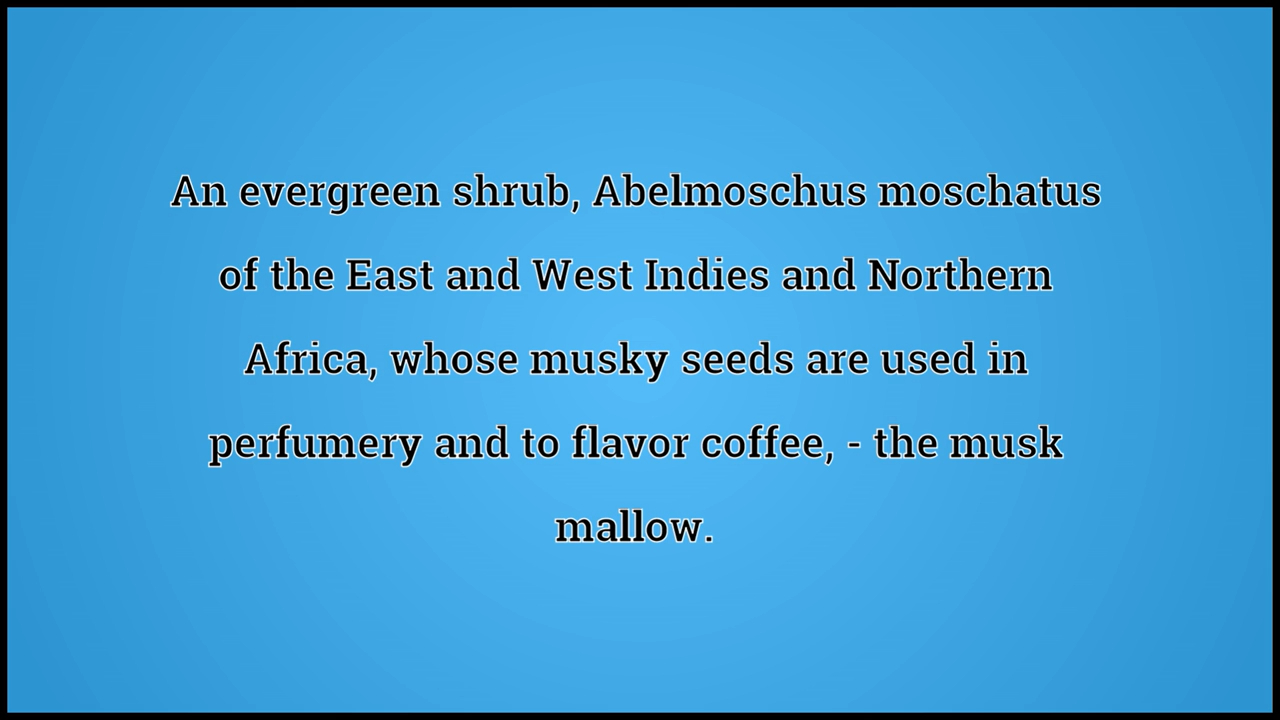 An evergreen shrub, Abelmoschus moschatus
of the East and West Indies and Northern
Africa, whose musky seeds are used in
perfumery and to flavor coffee, - the musk
mallow.